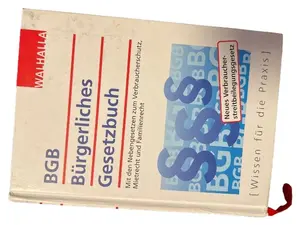 WALHALLA
BGB
Bürgerliches
Gesetzbuch
Mit den Nebengesetzen zum Verbraucherschutz,
Mietrecht und Familienrecht
BGB
§§§
Neues Verbraucher-
streitbeilegungsgesetz
[ Wissen für die Praxis ]